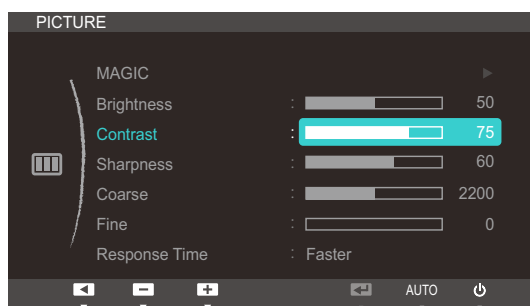 PICTURE
MAGIC
Brightness : 50
Contrast : 75
Sharpness : 60
Coarse : 2200
Fine : 0
Response Time : Faster
AUTO